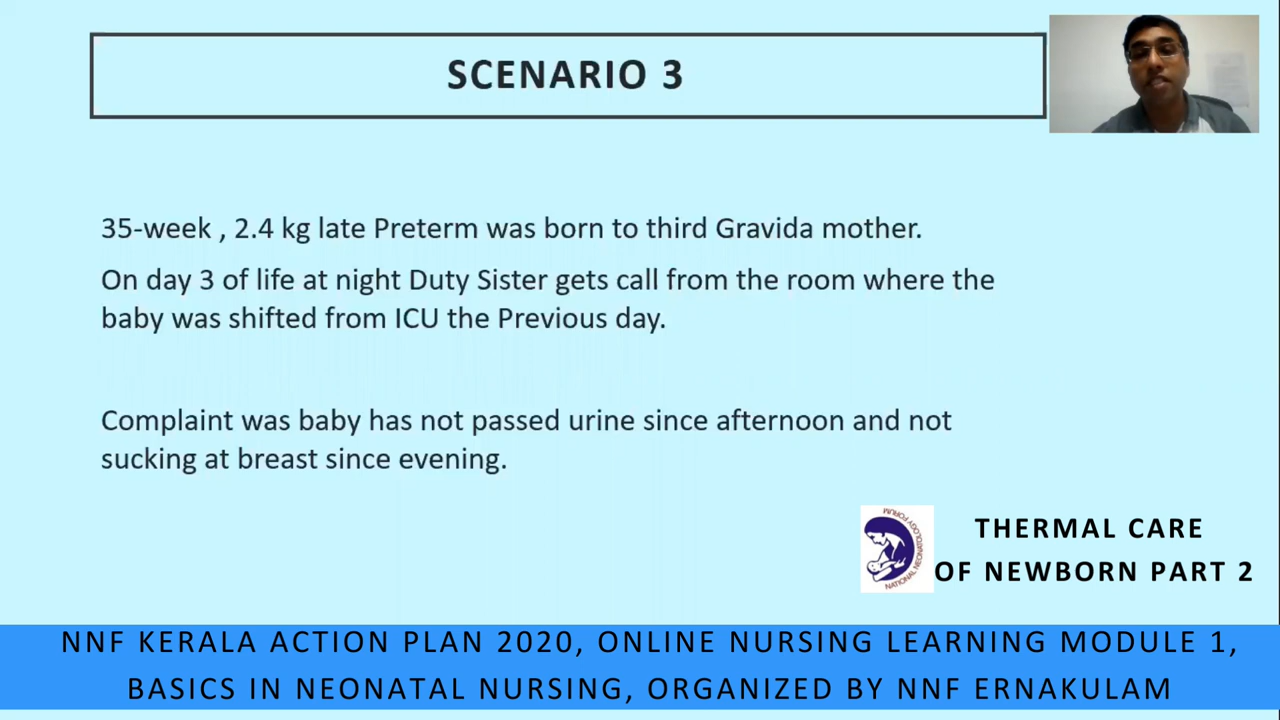 SCENARIO 3
35-week , 2.4 kg late Preterm was born to third Gravida mother.
On day 3 of life at night Duty Sister gets call from the room where the
baby was shifted from ICU the Previous day.
Complaint was baby has not passed urine since afternoon and not
sucking at breast since evening.
NATIONAL NEONATOLOGY FORUM
THERMAL CARE
OF NEWBORN PART 2
NNF KERALA ACTION PLAN 2020, ONLINE NURSING LEARNING MODULE 1,
BASICS IN NEONATAL NURSING, ORGANIZED BY NNF ERNAKULAM